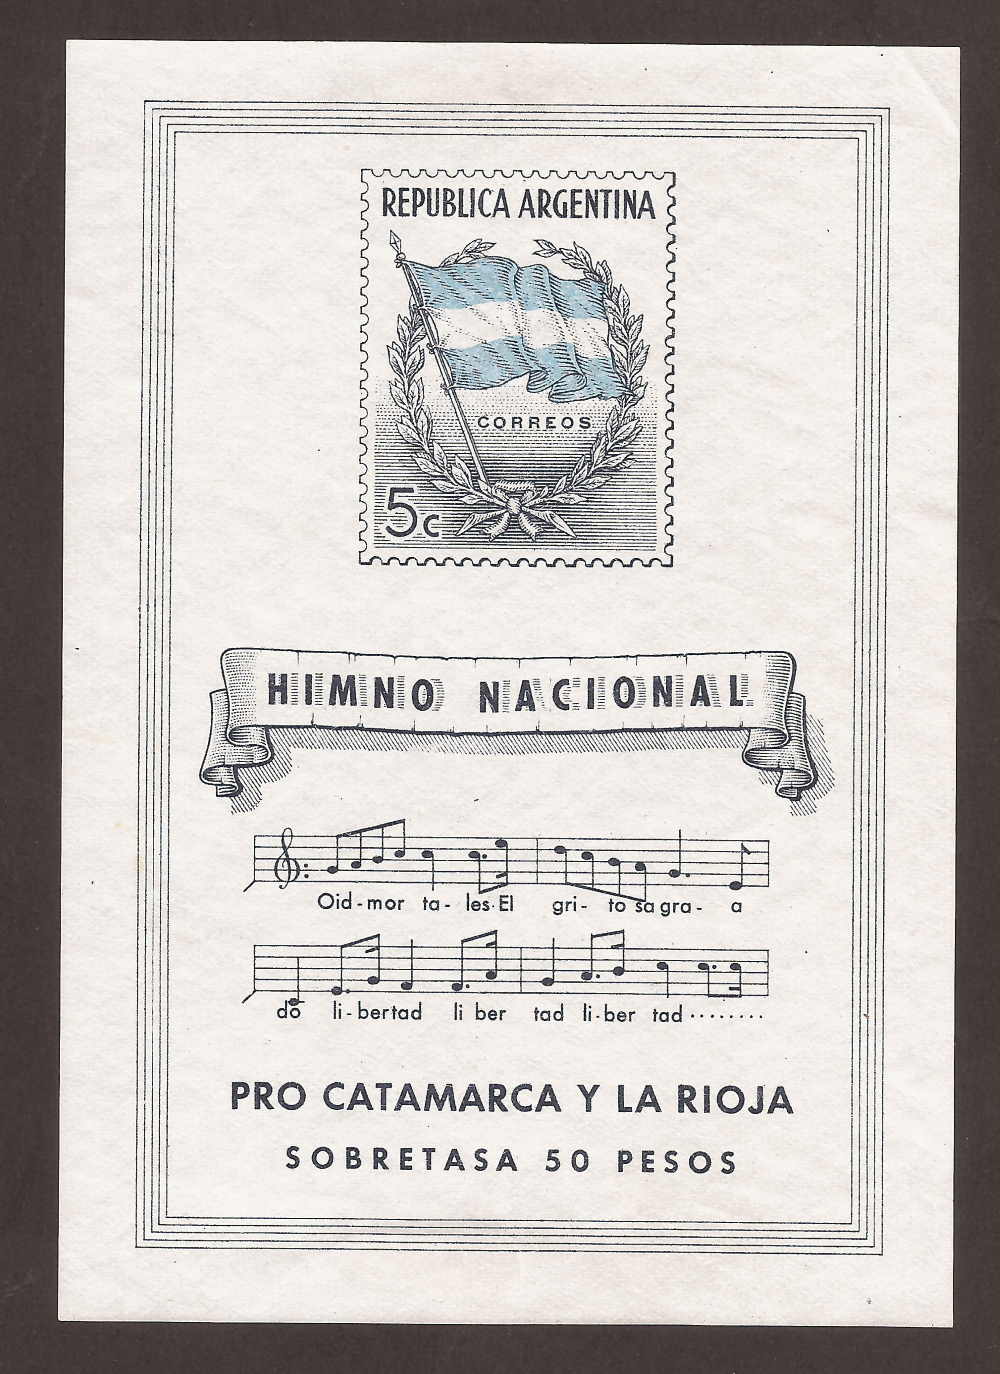 REPUBLICA ARGENTINA
CORREOS
5c
HIMNO NACIONAL
Oid-mor ta- les. El gri- to sa gra- a
do li-bertad li ber tad li-ber tad ········
PRO CATAMARCA Y LA RIOJA
SOBRETASA 50 PESOS